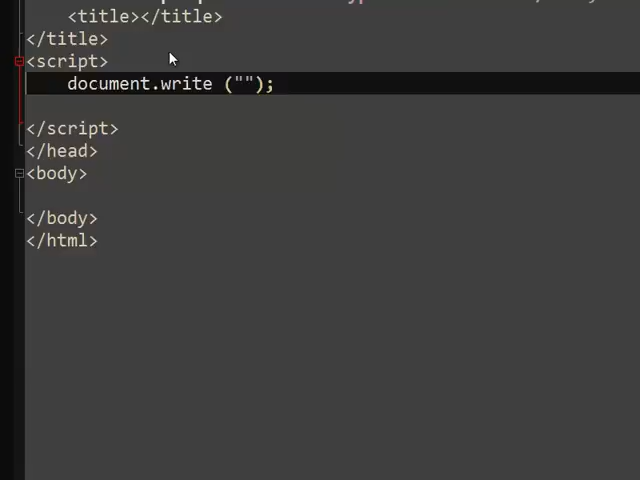 <title></title>
</title>
<script>
document.write ("");
</script>
</head>
<body>
</body>
</html>